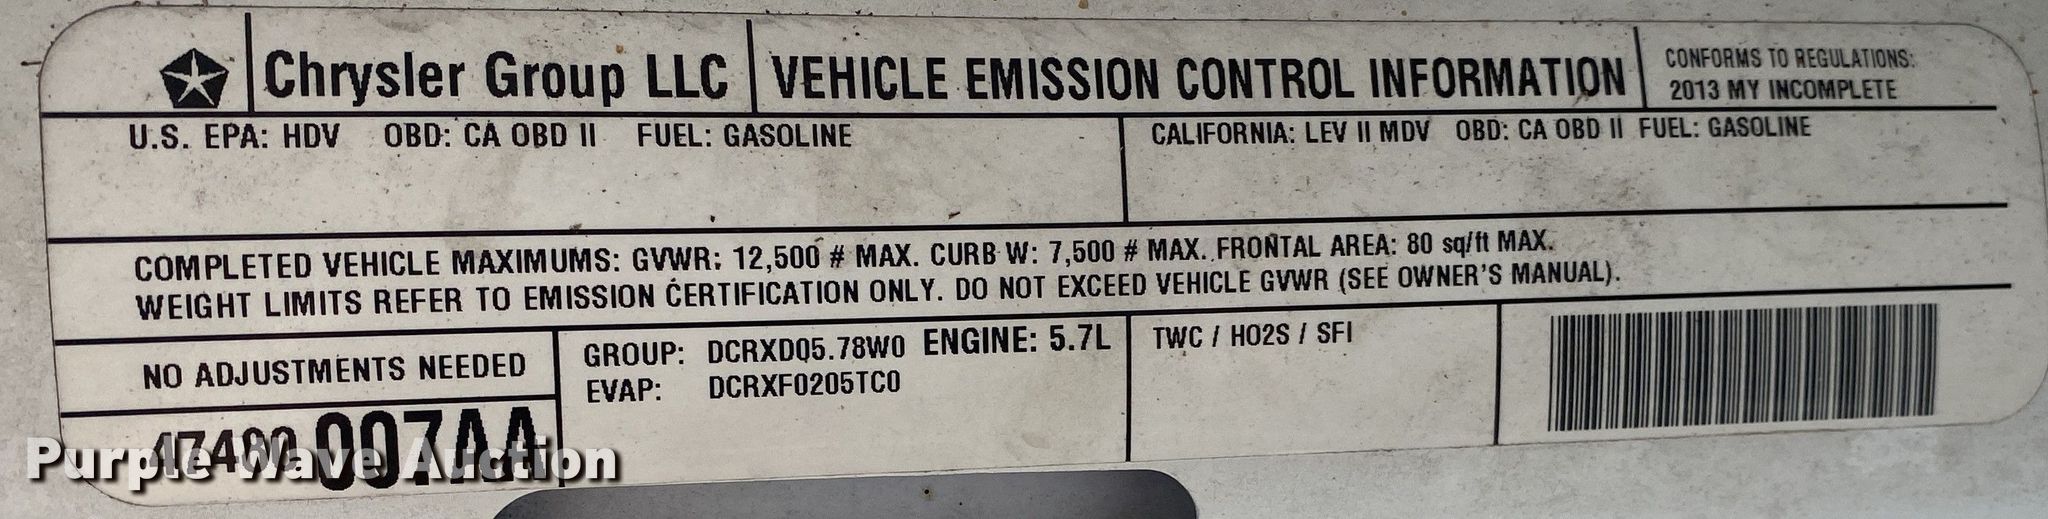 Chrysler Group LLC
VEHICLE EMISSION CONTROL INFORMATION
CONFORMS TO REGULATIONS:
2013 MY INCOMPLETE
U.S. EPA: HDV OBD: CA OBD II FUEL: GASOLINE
CALIFORNIA: LEV II MDV OBD: CA OBD II FUEL: GASOLINE
COMPLETED VEHICLE MAXIMUMS: GVWR: 12,500 # MAX. CURB W: 7,500 # MAX. FRONTAL AREA: 80 sq/ft MAX.
WEIGHT LIMITS REFER TO EMISSION CERTIFICATION ONLY. DO NOT EXCEED VEHICLE GVWR (SEE OWNER'S MANUAL).
NO ADJUSTMENTS NEEDED
GROUP: DCRXD05.78W0 ENGINE: 5.7L
EVAP: DCRXF0205TC0
TWC / HO2S / SFI
007AA
Purple Wave Auction